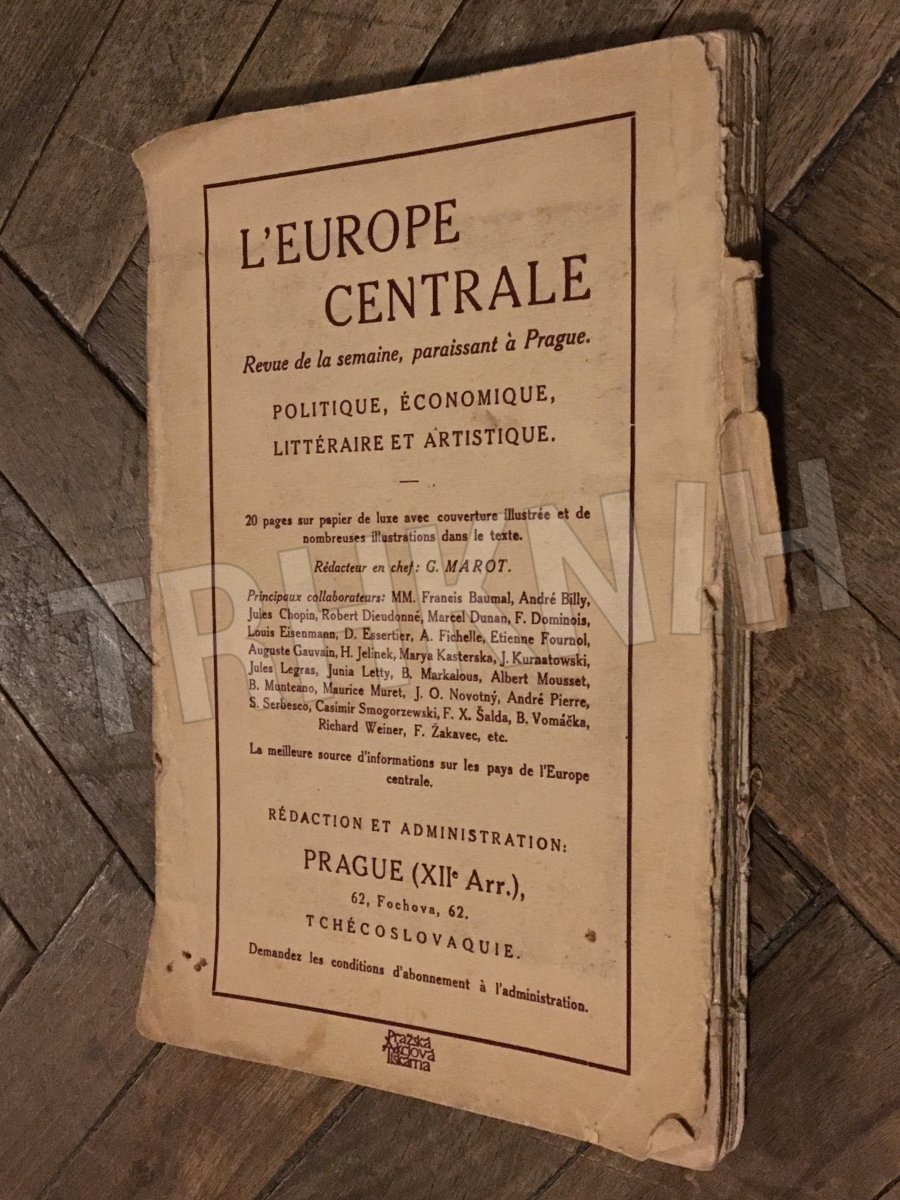 L'EUROPE
CENTRALE
Revue de la semaine, paraissant à Prague.
POLITIQUE, ÉCONOMIQUE,
LITTÉRAIRE ET ARTISTIQUE.
20 pages sur papier de luxe avec couverture illustrée et de
nombreuses illustrations dans le texte.
Rédacteur en chef: G. MAROT.
Principaux collaborateurs: MM. Francis Baumal, André Billy,
Jules Chopin, Robert Dieudonné, Marcel Dunan, F. Dominois,
Louis Eisenmann, D. Essertier, A. Fichelle, Etienne Fournol,
Auguste Gauvain, H. Jelínek, Marya Kasterska, J. Kurnatowski,
Jules Legras, Junia Letty, B. Markalous, Albert Mousset,
B. Munteano, Maurice Muret, J. O. Novotný, André Pierre,
S. Serbesco, Casimir Smogorzewski, F. X. Šalda, B. Vomáčka,
Richard Weiner, F. Žakavec, etc.
La meilleure source d'informations sur les pays de l'Europe
centrale.
RÉDACTION ET ADMINISTRATION:
PRAGUE (XIIe Arr.),
62, Fochova, 62.
TCHÉCOSLOVAQUIE.
Demandez les conditions d'abonnement à l'administration.
Pražská
Akciová
Tiskárna
TRHKNIH